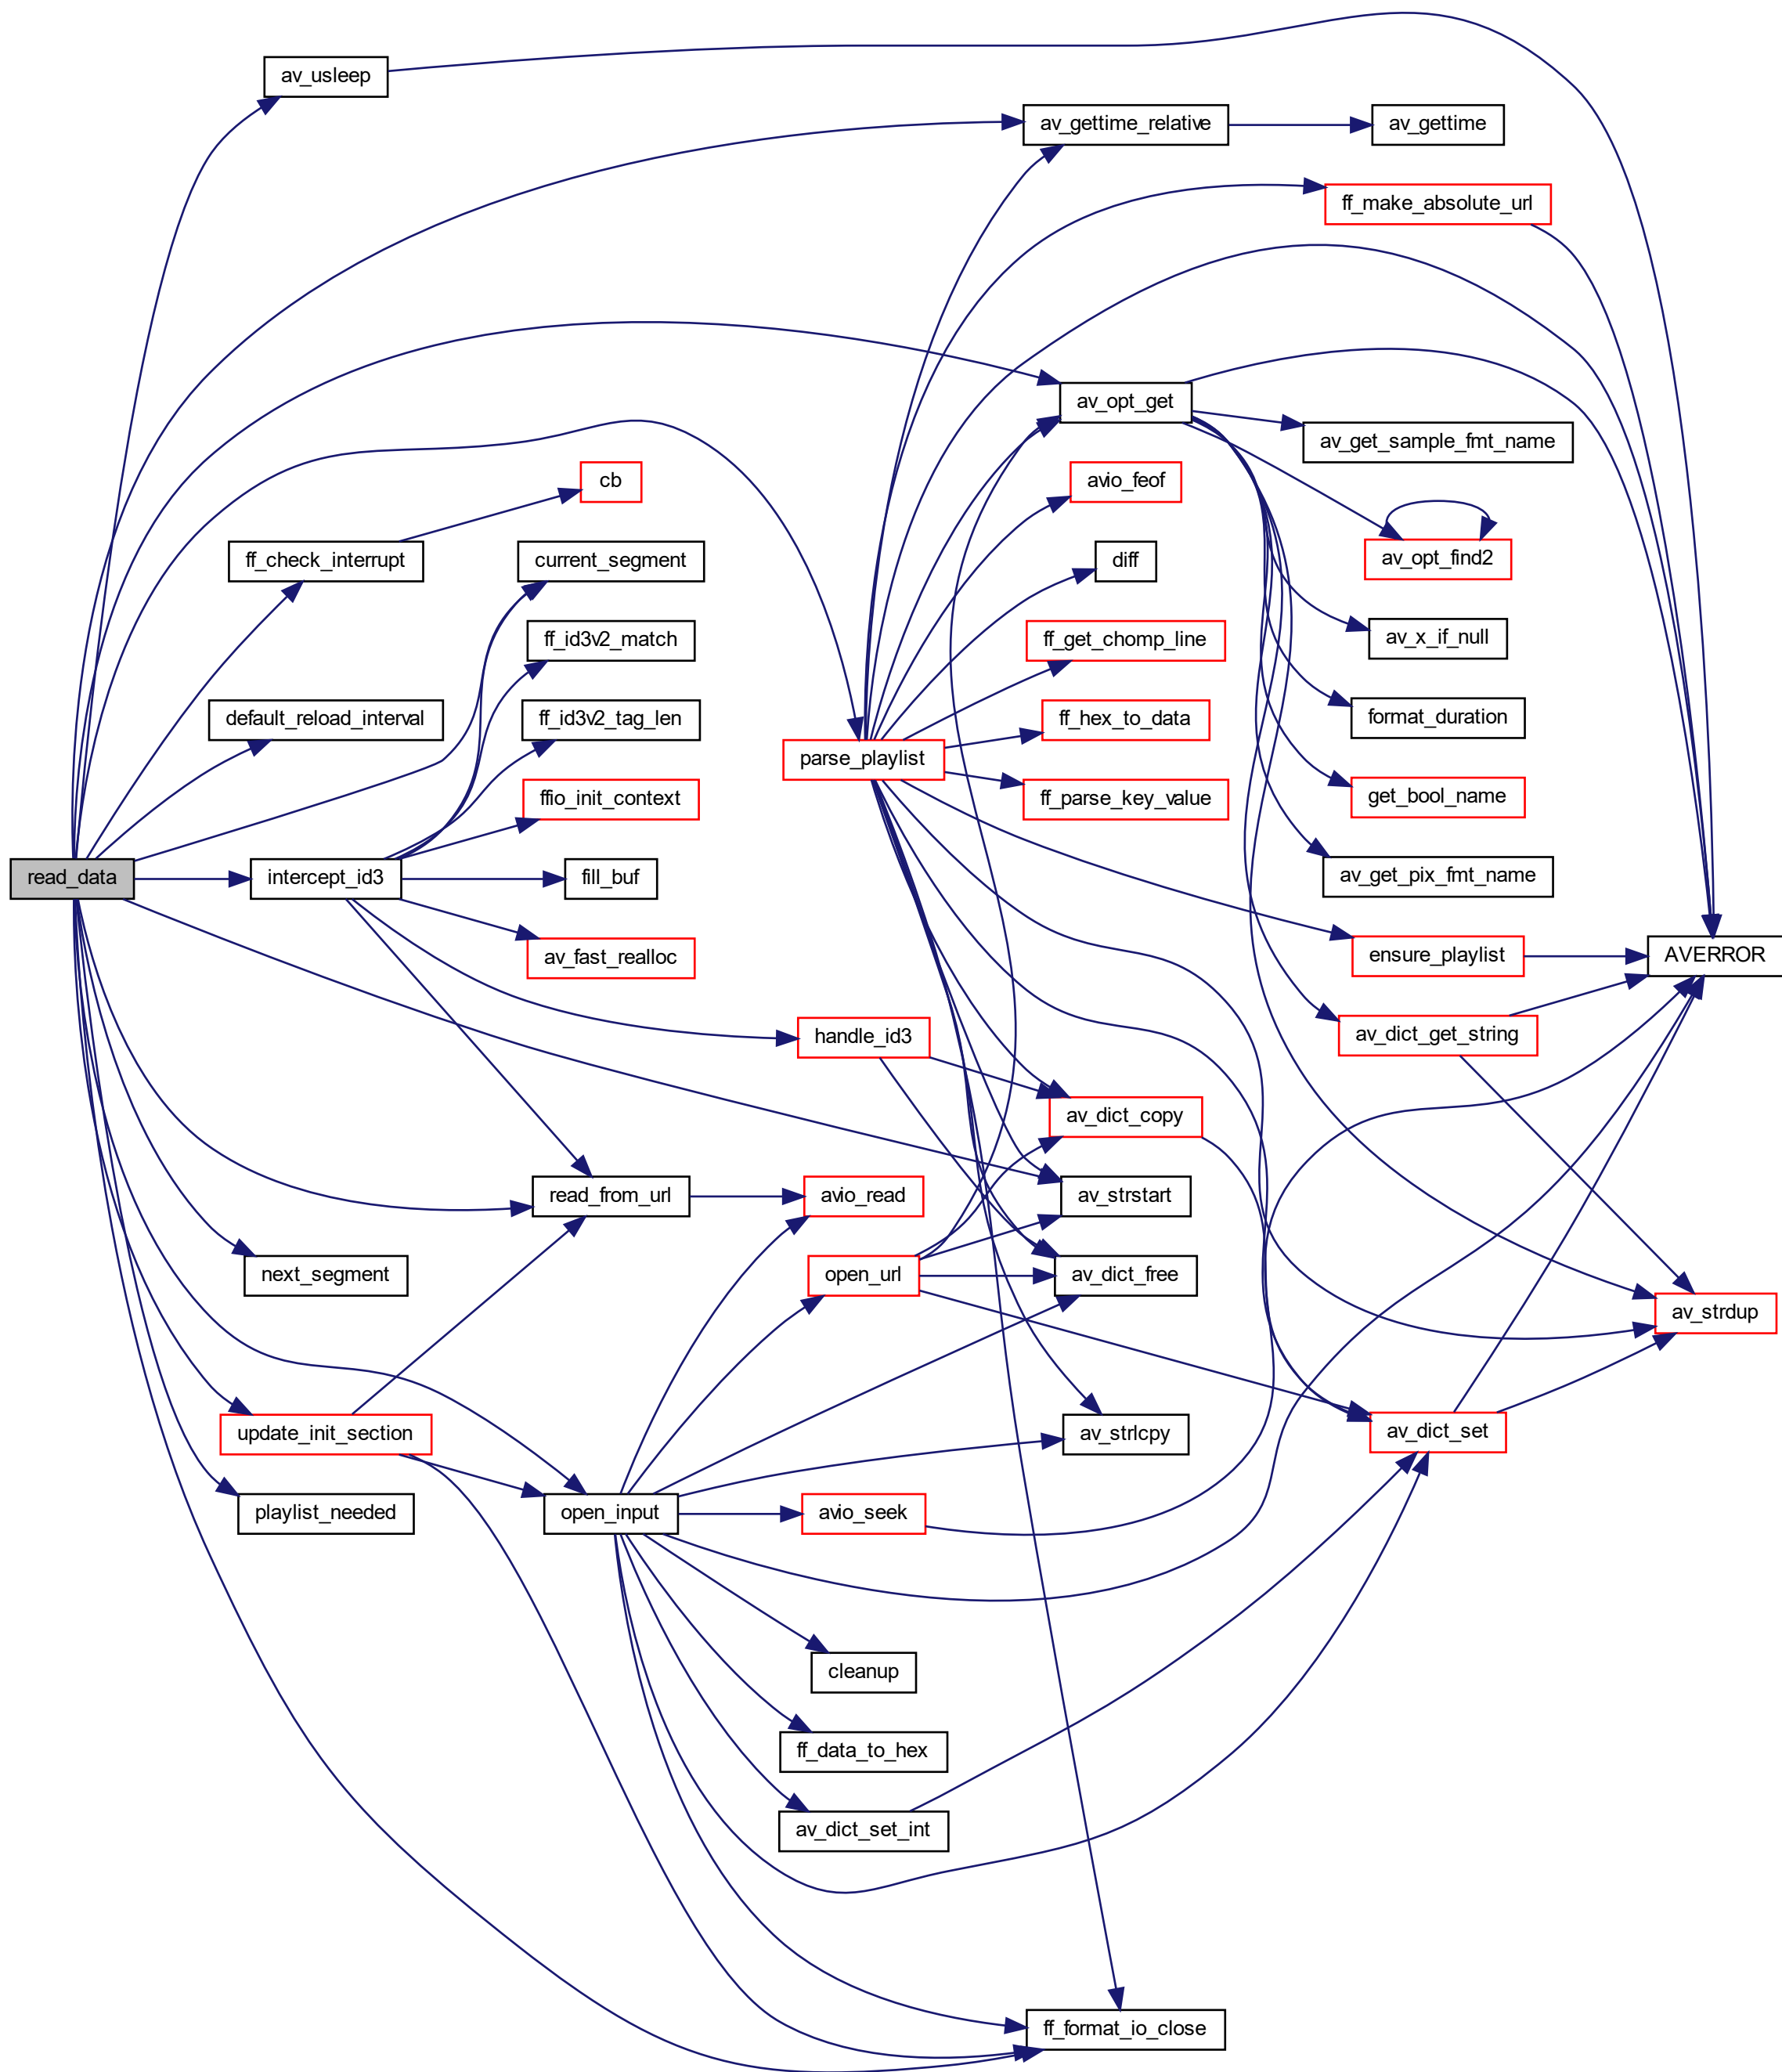 av_usleep
av_gettime_relative
av_gettime
ff_make_absolute_url
av_opt_get
av_get_sample_fmt_name
cb
avio_feof
ff_check_interrupt
current_segment
diff
av_opt_find2
ff_id3v2_match
ff_get_chomp_line
av_x_if_null
default_reload_interval
ff_id3v2_tag_len
ff_hex_to_data
format_duration
parse_playlist
ffio_init_context
ff_parse_key_value
get_bool_name
read_data
intercept_id3
fill_buf
av_get_pix_fmt_name
av_fast_realloc
ensure_playlist
AVERROR
handle_id3
av_dict_get_string
av_dict_copy
read_from_url
avio_read
av_strstart
next_segment
open_url
av_dict_free
av_strdup
update_init_section
av_strlcpy
av_dict_set
playlist_needed
open_input
avio_seek
cleanup
ff_data_to_hex
av_dict_set_int
ff_format_io_close